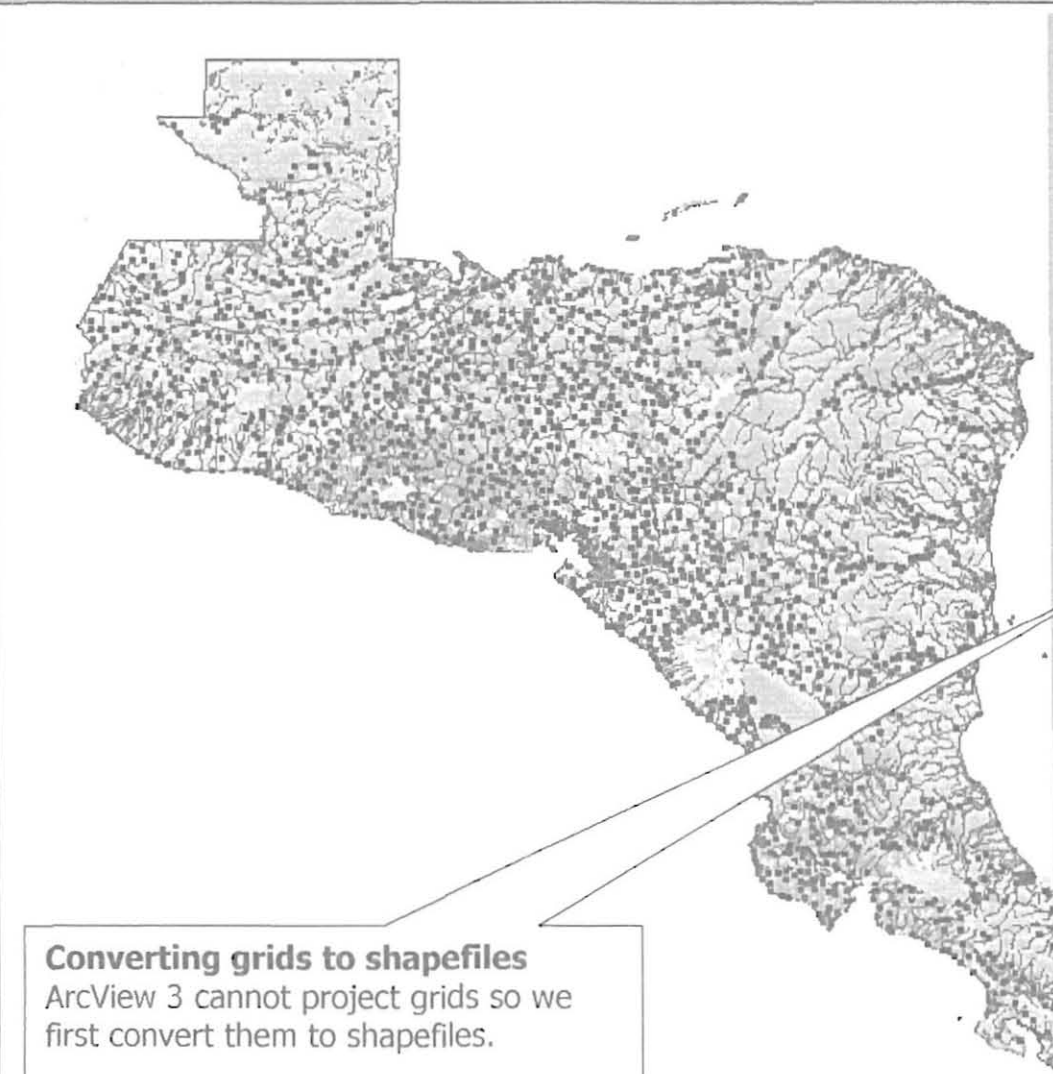 Converting grids to shapefiles
ArcView 3 cannot project grids so we
first convert them to shapefiles.